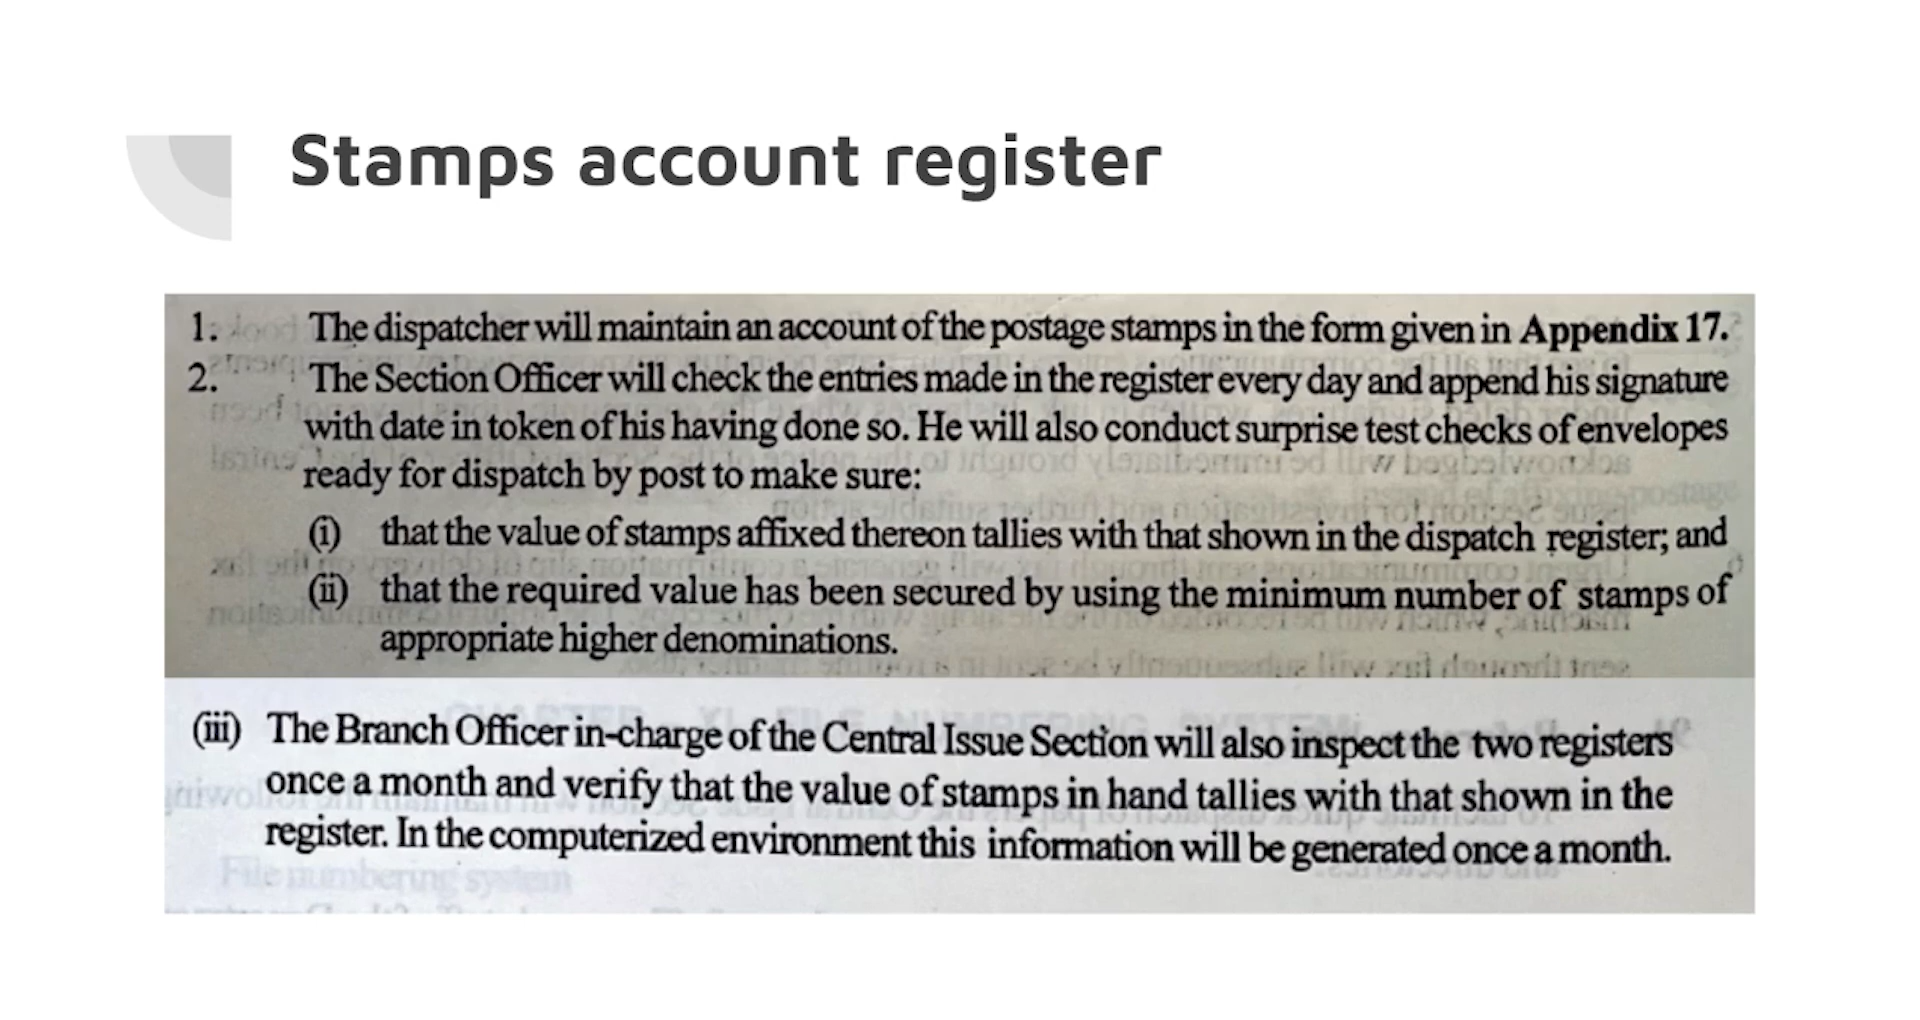 Stamps account register
1. The dispatcher will maintain an account of the postage stamps in the form given in Appendix 17.
2. The Section Officer will check the entries made in the register every day and append his signature
with date in token of his having done so. He will also conduct surprise test checks of envelopes
ready for dispatch by post to make sure:
(i) that the value of stamps affixed thereon tallies with that shown in the dispatch register; and
(ii) that the required value has been secured by using the minimum number of stamps of
appropriate higher denominations.
(iii) The Branch Officer in-charge of the Central Issue Section will also inspect the two registers
once a month and verify that the value of stamps in hand tallies with that shown in the
register. In the computerized environment this information will be generated once a month.
File numbering system